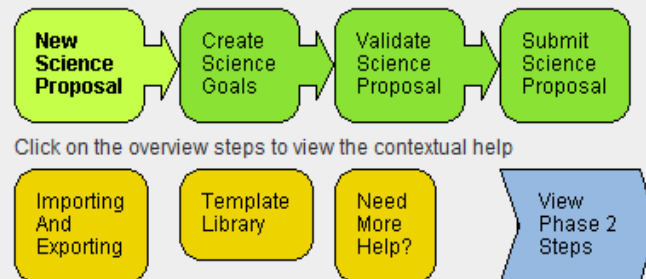 New
Science
Proposal
Create
Science
Goals
Validate
Science
Proposal
Submit
Science
Proposal
Click on the overview steps to view the contextual help
Importing
And
Exporting
Template
Library
Need
More
Help?
View
Phase 2
Steps